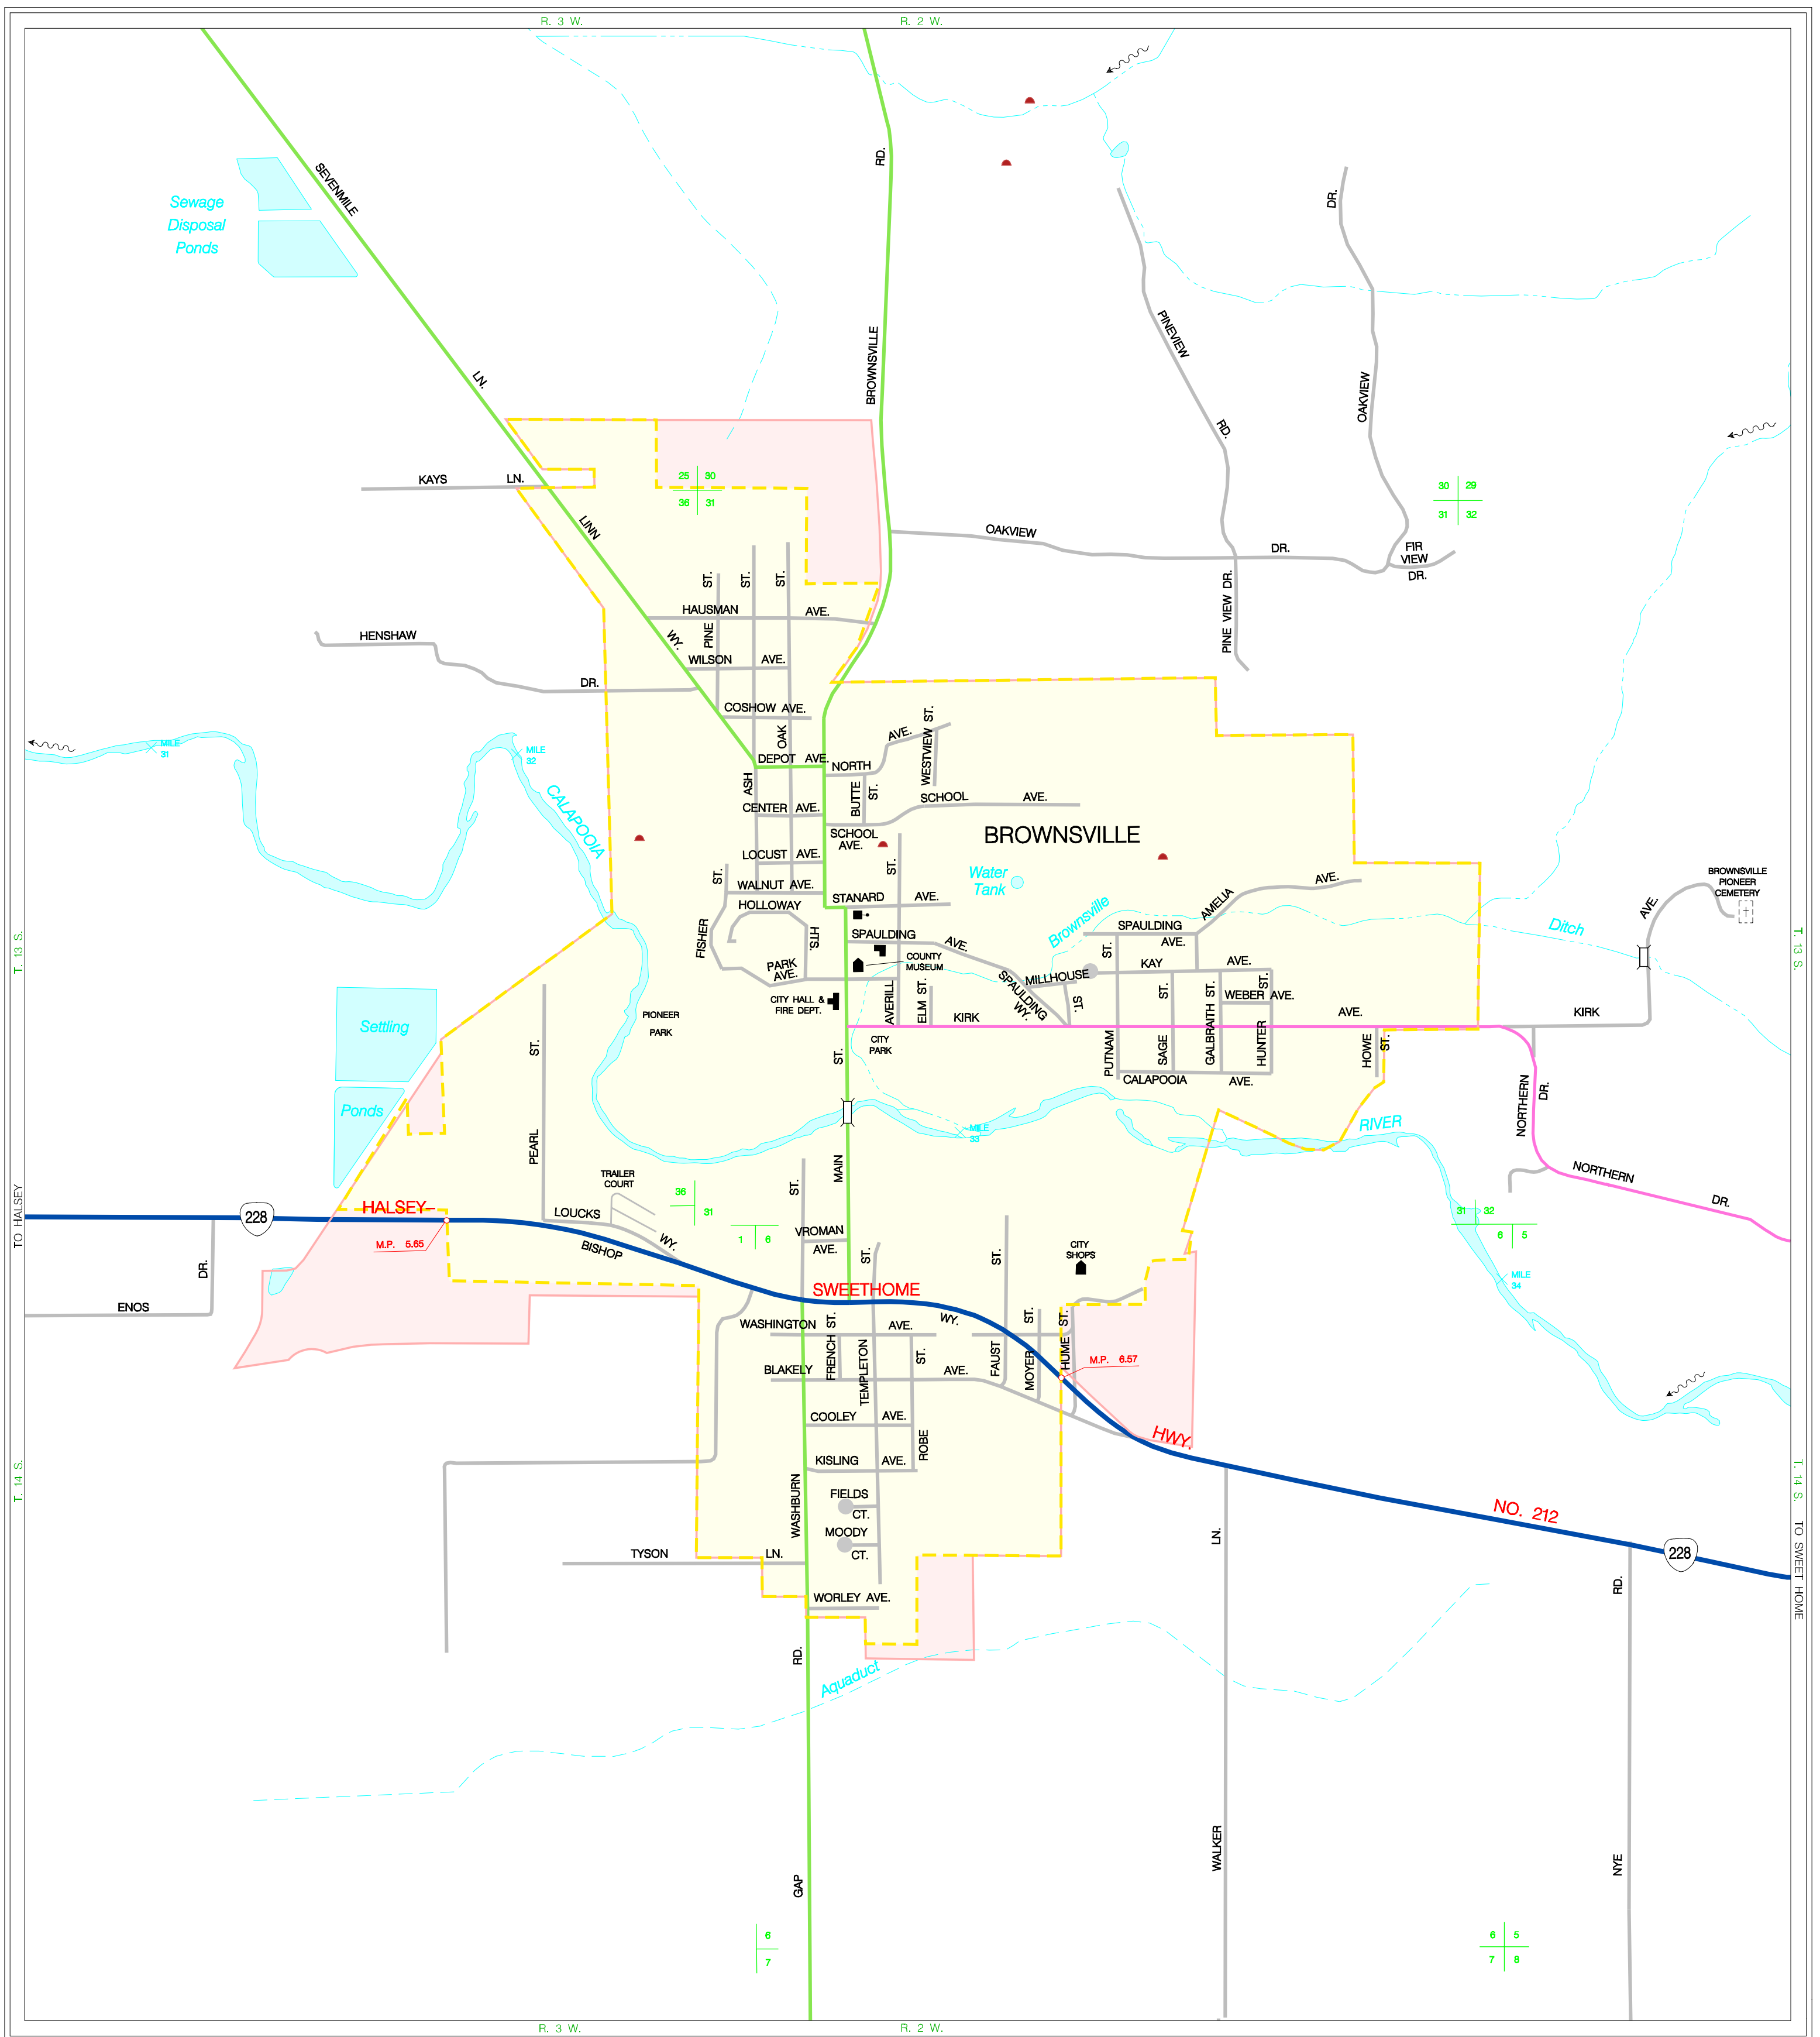 R. 3 W.
R. 2 W.
SEVENMILE
LN.
Sewage
Disposal
Ponds
RD.
BROWNSVILLE
DR.
PINEVIEW
RD.
OAKVIEW
KAYS
LN.
25 30
36 31
30 29
31 32
LINN
WY.
OAKVIEW
DR.
FIR
VIEW
DR.
PINE VIEW DR.
ST.
ST.
ST.
HAUSMAN
AVE.
PINE
HENSHAW
DR.
WILSON
AVE.
COSHOW AVE.
OAK
ASH
DEPOT AVE.
NORTH
AVE.
WESTVIEW ST.
BUTTE
ST.
SCHOOL
AVE.
CENTER AVE.
SCHOOL
AVE.
BROWNSVILLE
MILE
31
MILE
32
CALAPOOIA
LOCUST AVE.
ST.
ST.
WALNUT AVE.
STANARD
AVE.
Water
Tank
HOLLOWAY
HTS.
FISHER
PARK
AVE.
SPAULDING
AVE.
COUNTY
MUSEUM
Brownsville
Ditch
SPAULDING
AVE.
AMELIA
AVE.
BROWNSVILLE
PIONEER
CEMETERY
AVE.
T. 13 S.
T. 13 S.
ST.
KAY
AVE.
MILLHOUSE
ST.
SPAULDING
WY.
ST.
GALBRAITH ST.
ST.
WEBER AVE.
CITY HALL &
FIRE DEPT.
AVERILL
ELM ST.
KIRK
AVE.
KIRK
PIONEER
PARK
CITY
PARK
Settling
Ponds
ST.
PEARL
ST.
PUTNAM
SAGE
HUNTER
HOWE
ST.
CALAPOOIA
AVE.
NORTHERN
DR.
NORTHERN
DR.
MILE
33
RIVER
MAIN
TRAILER
COURT
36
31
1 6
31 32
6 5
TO HALSEY
228
HALSEY-
M.P. 5.65
LOUCKS
WY.
BISHOP
ST.
VROMAN
AVE.
ST.
ST.
CITY
SHOPS
MILE
34
DR.
ENOS
SWEETHOME
WASHINGTON
ST.
AVE.
WY.
ST.
ST.
BLAKELY
FRENCH
TEMPLETON
ST.
AVE.
FAUST
MOYER
HUME
M.P. 6.57
COOLEY
AVE.
ROBE
HWY.
KISLING
AVE.
T. 14 S.
T. 14 S.
WASHBURN
FIELDS
CT.
MOODY
CT.
NO. 212
228
TO SWEET HOME
LN.
TYSON
LN.
WORLEY AVE.
RD.
RD.
Aquaduct
WALKER
NYE
GAP
6
7
6 5
7 8
R. 3 W.
R. 2 W.